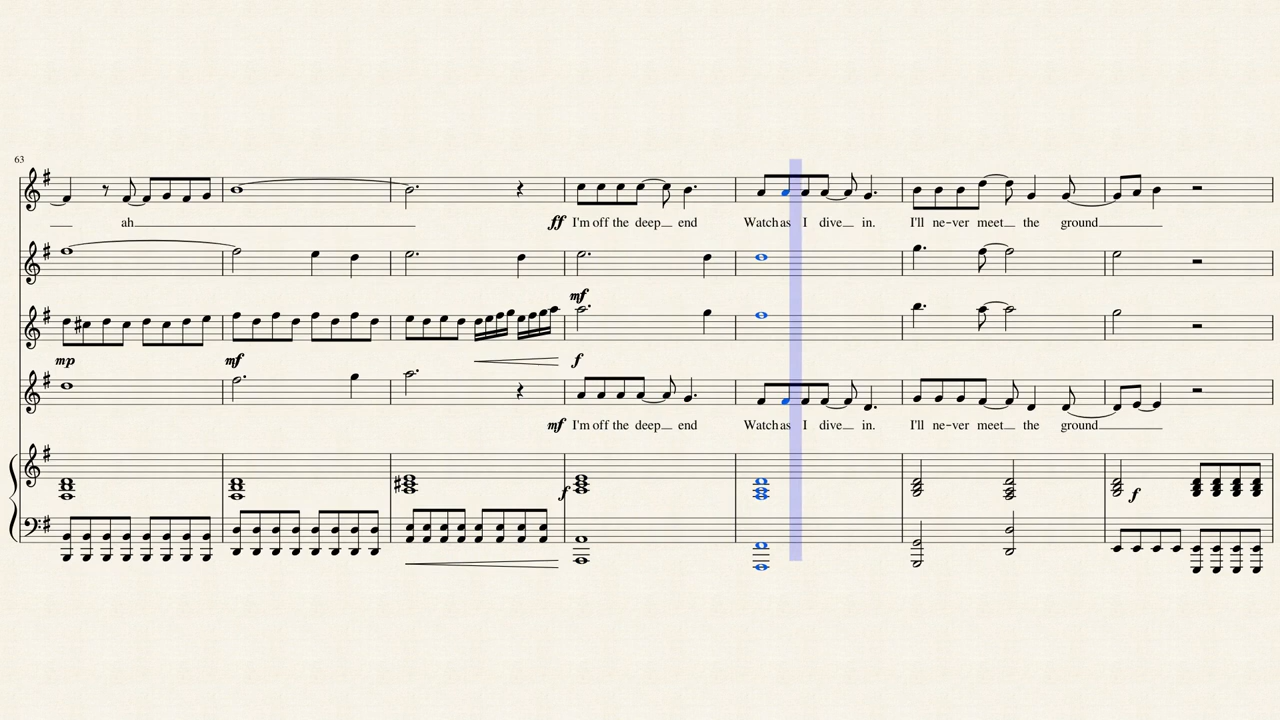 63
ah
ff I'm off the deep end Watch as I dive in. I'll ne-ver meet the ground
mf
mp mf f
mf I'm off the deep end Watch as I dive in. I'll ne-ver meet the ground
f f